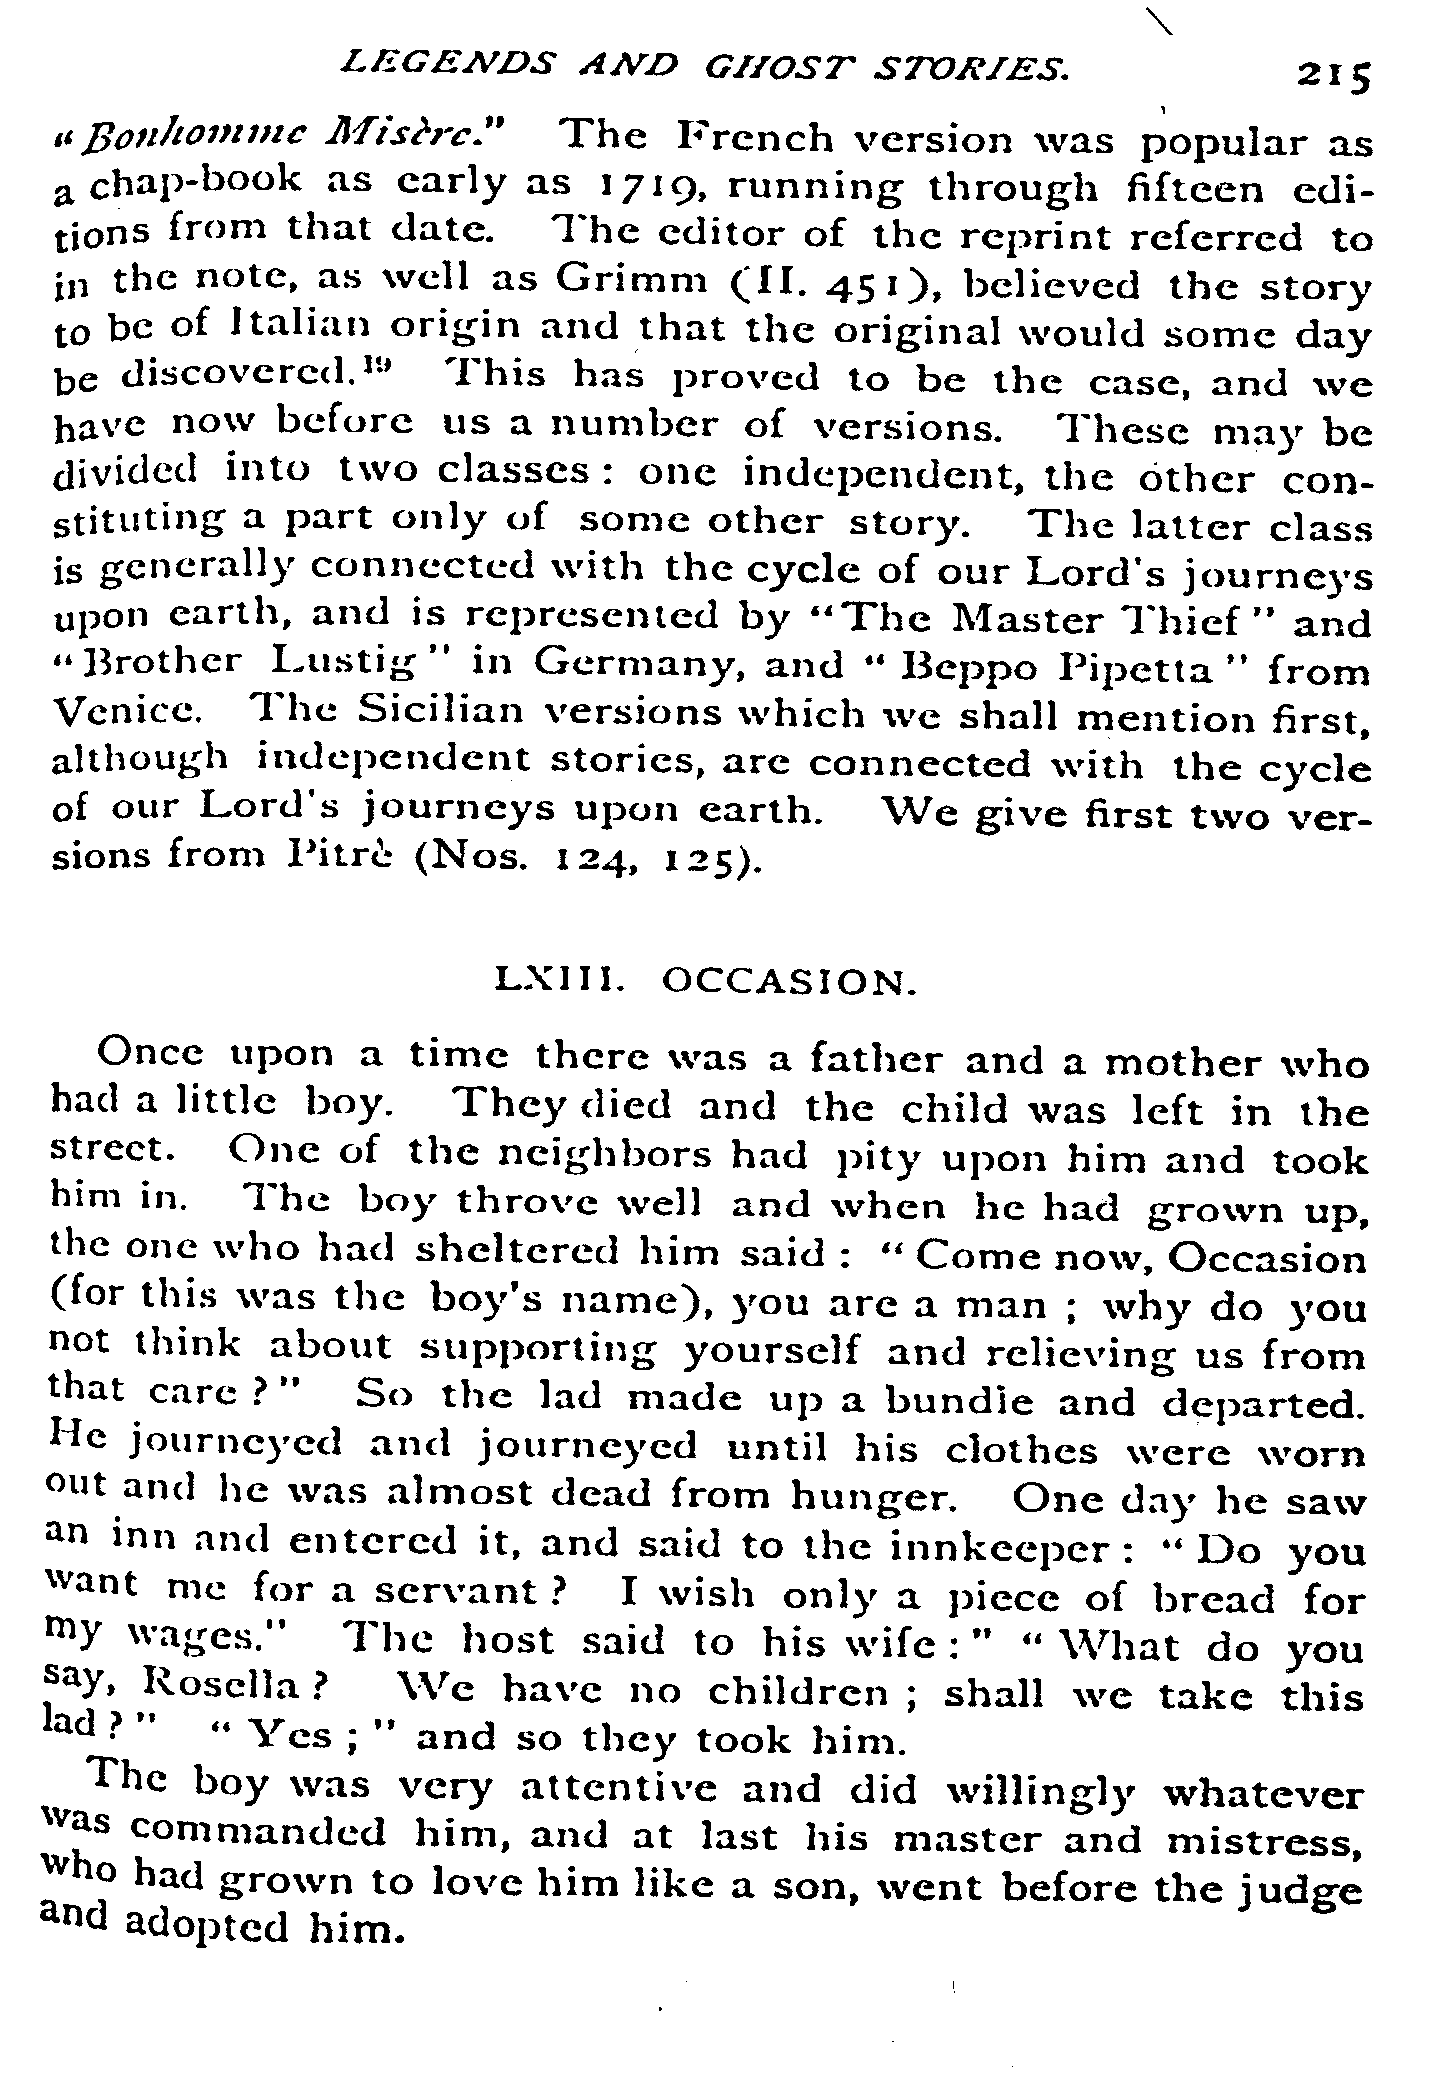 LEGENDS AND GHOST STORIES. 215
"Bonhomme Misère." The French version was popular as
a chap-book as early as 1719, running through fifteen edi-
tions from that date. The editor of the reprint referred to
in the note, as well as Grimm (II. 451), believed the story
to be of Italian origin and that the original would some day
be discovered.¹⁹ This has proved to be the case, and we
have now before us a number of versions. These may be
divided into two classes: one independent, the other con-
stituting a part only of some other story. The latter class
is generally connected with the cycle of our Lord's journeys
upon earth, and is represented by "The Master Thief" and
"Brother Lustig" in Germany, and "Beppo Pipetta" from
Venice. The Sicilian versions which we shall mention first,
although independent stories, are connected with the cycle
of our Lord's journeys upon earth. We give first two ver-
sions from Pitrè (Nos. 124, 125).
LXIII. OCCASION.
Once upon a time there was a father and a mother who
had a little boy. They died and the child was left in the
street. One of the neighbors had pity upon him and took
him in. The boy throve well and when he had grown up,
the one who had sheltered him said: "Come now, Occasion
(for this was the boy's name), you are a man; why do you
not think about supporting yourself and relieving us from
that care?" So the lad made up a bundle and departed.
He journeyed and journeyed until his clothes were worn
out and he was almost dead from hunger. One day he saw
an inn and entered it, and said to the innkeeper: "Do you
want me for a servant? I wish only a piece of bread for
my wages." The host said to his wife:" "What do you
say, Rosella? We have no children; shall we take this
lad?" "Yes;" and so they took him.
The boy was very attentive and did willingly whatever
was commanded him, and at last his master and mistress,
who had grown to love him like a son, went before the judge
and adopted him.